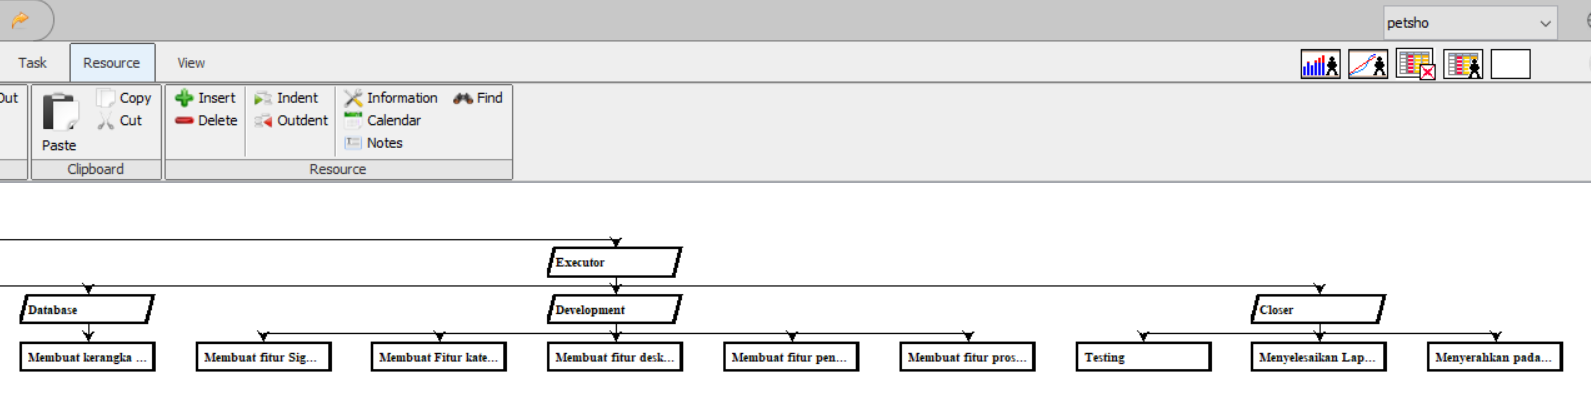 petsho
Task Resource View
Out Copy Insert Indent Information Find
Cut Delete Outdent Calendar
Paste Notes
Clipboard Resource
Executor
Database Development Closer
Membuat kerangka ... Membuat fitur Sig... Membuat Fitur kate... Membuat fitur desk... Membuat fitur pen... Membuat fitur pros... Testing Menyelesaikan Lap... Menyerahkan pada...